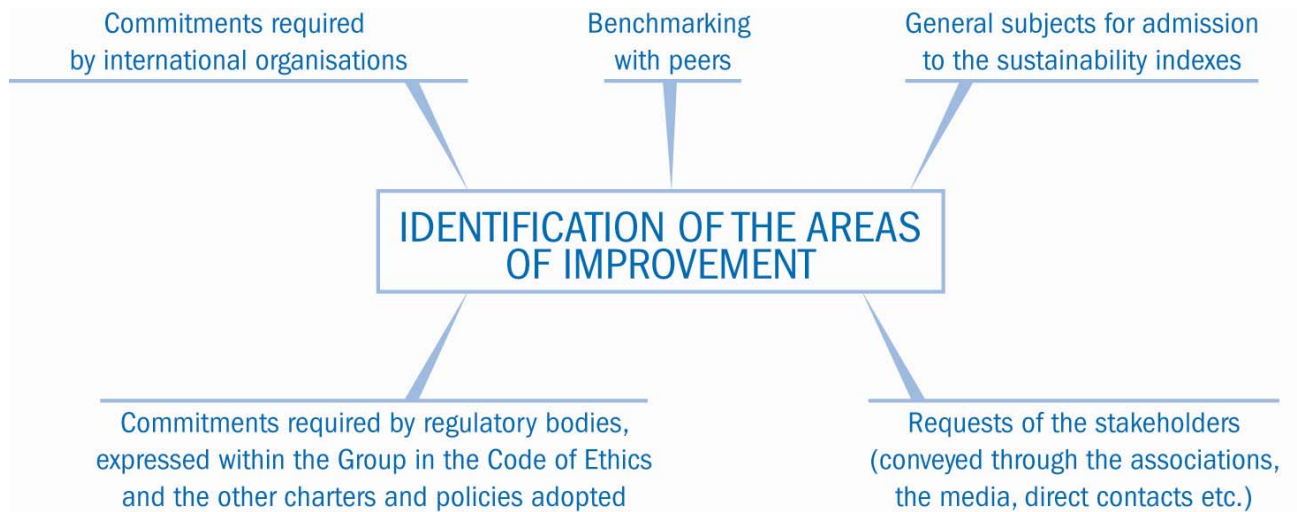 Commitments required
by international organisations
Benchmarking
with peers
General subjects for admission
to the sustainability indexes
IDENTIFICATION OF THE AREAS
OF IMPROVEMENT
Commitments required by regulatory bodies,
expressed within the Group in the Code of Ethics
and the other charters and policies adopted
Requests of the stakeholders
(conveyed through the associations,
the media, direct contacts etc.)